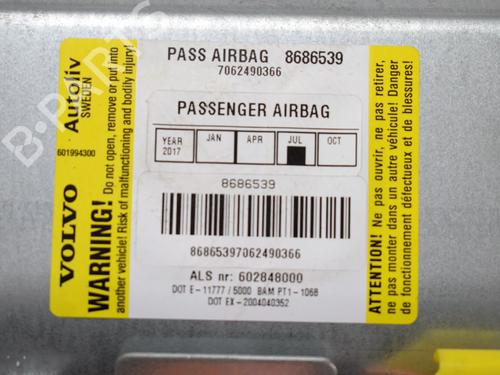 PASS AIRBAG 8686539
7062490366
PASSENGER AIRBAG
YEAR
2017
JAN
APR
JUL
OCT
8686539
86865397062490366
ALS nr: 602848000
DOT E-11777/5000 BAM PT1-1068
DOT EX-2004040352
Autoliv
SWEDEN
601994300
VOLVO
WARNING! Do not open, remove or put into
another vehicle! Risk of malfunctioning and bodily injury!
ATTENTION! Ne pas ouvrir, ne pas retirer,
ne pas monter dans un autre véhicule! Danger
de fonctionnement défectueux et de blessures!
B-PARTS